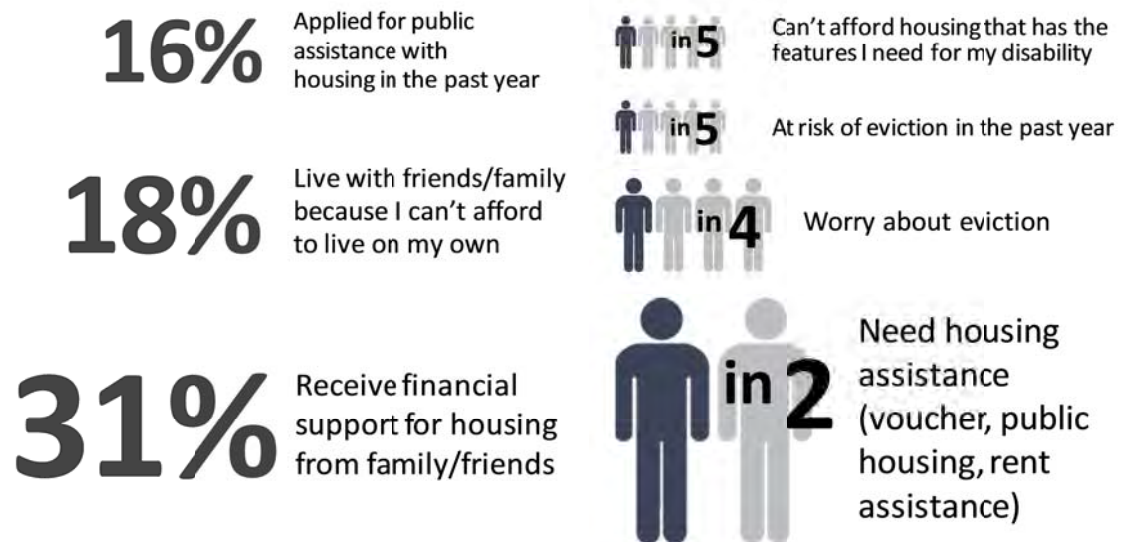 16%
Applied for public
assistance with
housing in the past year
18%
Live with friends/family
because I can't afford
to live on my own
31%
Receive financial
support for housing
from family/friends
in 5
Can't afford housing that has the
features I need for my disability
in 5
At risk of eviction in the past year
in 4
Worry about eviction
in 2
Need housing
assistance
(voucher, public
housing, rent
assistance)